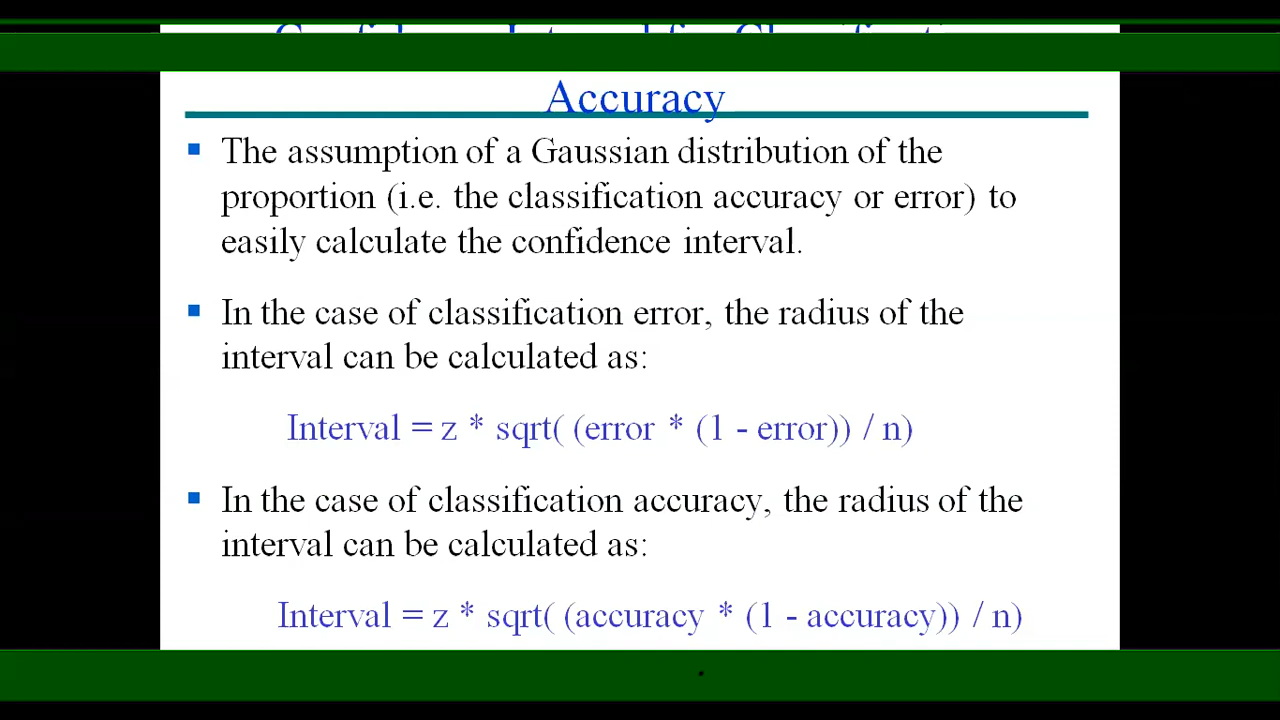 Accuracy
The assumption of a Gaussian distribution of the
proportion (i.e. the classification accuracy or error) to
easily calculate the confidence interval.
In the case of classification error, the radius of the
interval can be calculated as:
Interval = z * sqrt( (error * (1 - error)) / n)
In the case of classification accuracy, the radius of the
interval can be calculated as:
Interval = z * sqrt( (accuracy * (1 - accuracy)) / n)